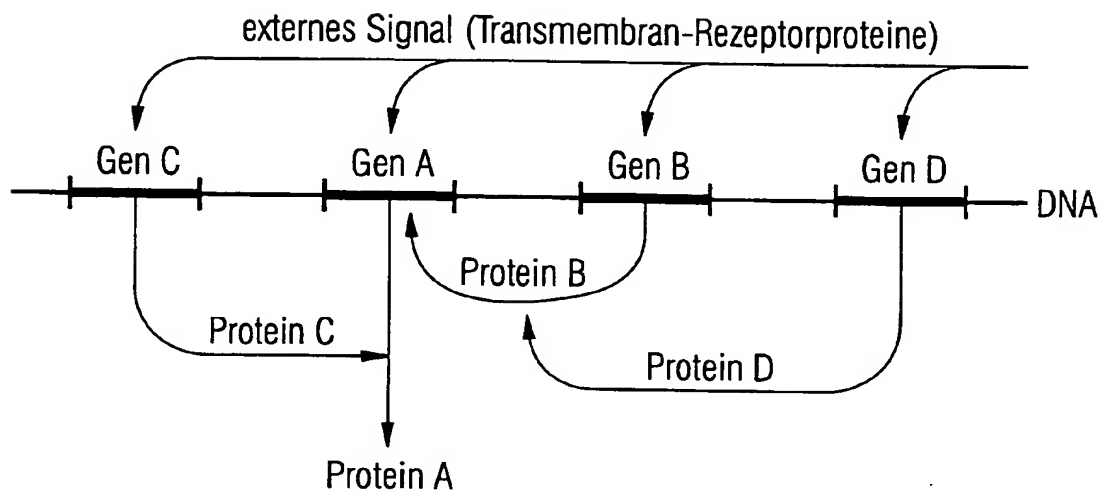 externes Signal (Transmembran-Rezeptorproteine)
Gen C
Gen A
Gen B
Gen D
DNA
Protein B
Protein C
Protein D
Protein A